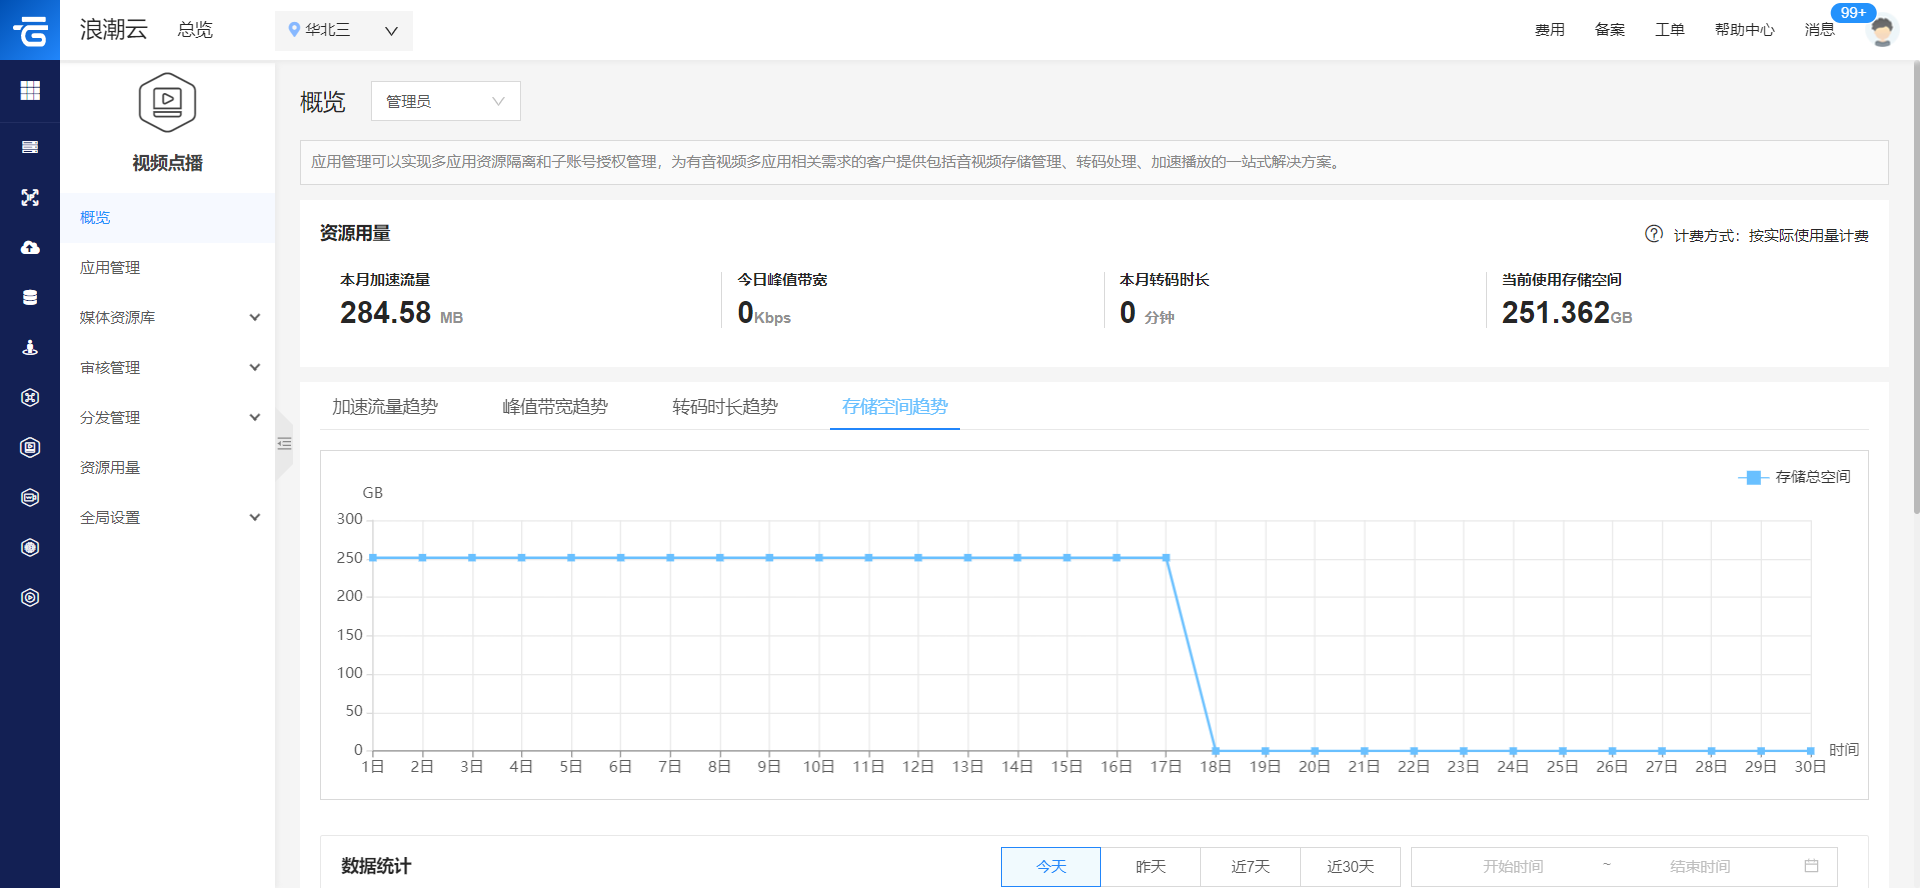 浪潮云 总览 华北三 费用 备案 工单 帮助中心 消息 99+
视频点播
概览
应用管理
媒体资源库
审核管理
分发管理
资源用量
全局设置
概览 管理员
应用管理可以实现多应用资源隔离和子账号授权管理，为有音视频多应用相关需求的客户提供包括音视频存储管理、转码处理、加速播放的一站式解决方案。
资源用量 计费方式：按实际使用量计费
本月加速流量 今日峰值带宽 本月转码时长 当前使用存储空间
284.58 MB 0Kbps 0 分钟 251.362GB
加速流量趋势 峰值带宽趋势 转码时长趋势 存储空间趋势
存储总空间
GB
300
250
200
150
100
50
0 时间
1日 2日 3日 4日 5日 6日 7日 8日 9日 10日 11日 12日 13日 14日 15日 16日 17日 18日 19日 20日 21日 22日 23日 24日 25日 26日 27日 28日 29日 30日
数据统计 今天 昨天 近7天 近30天 开始时间 ~ 结束时间